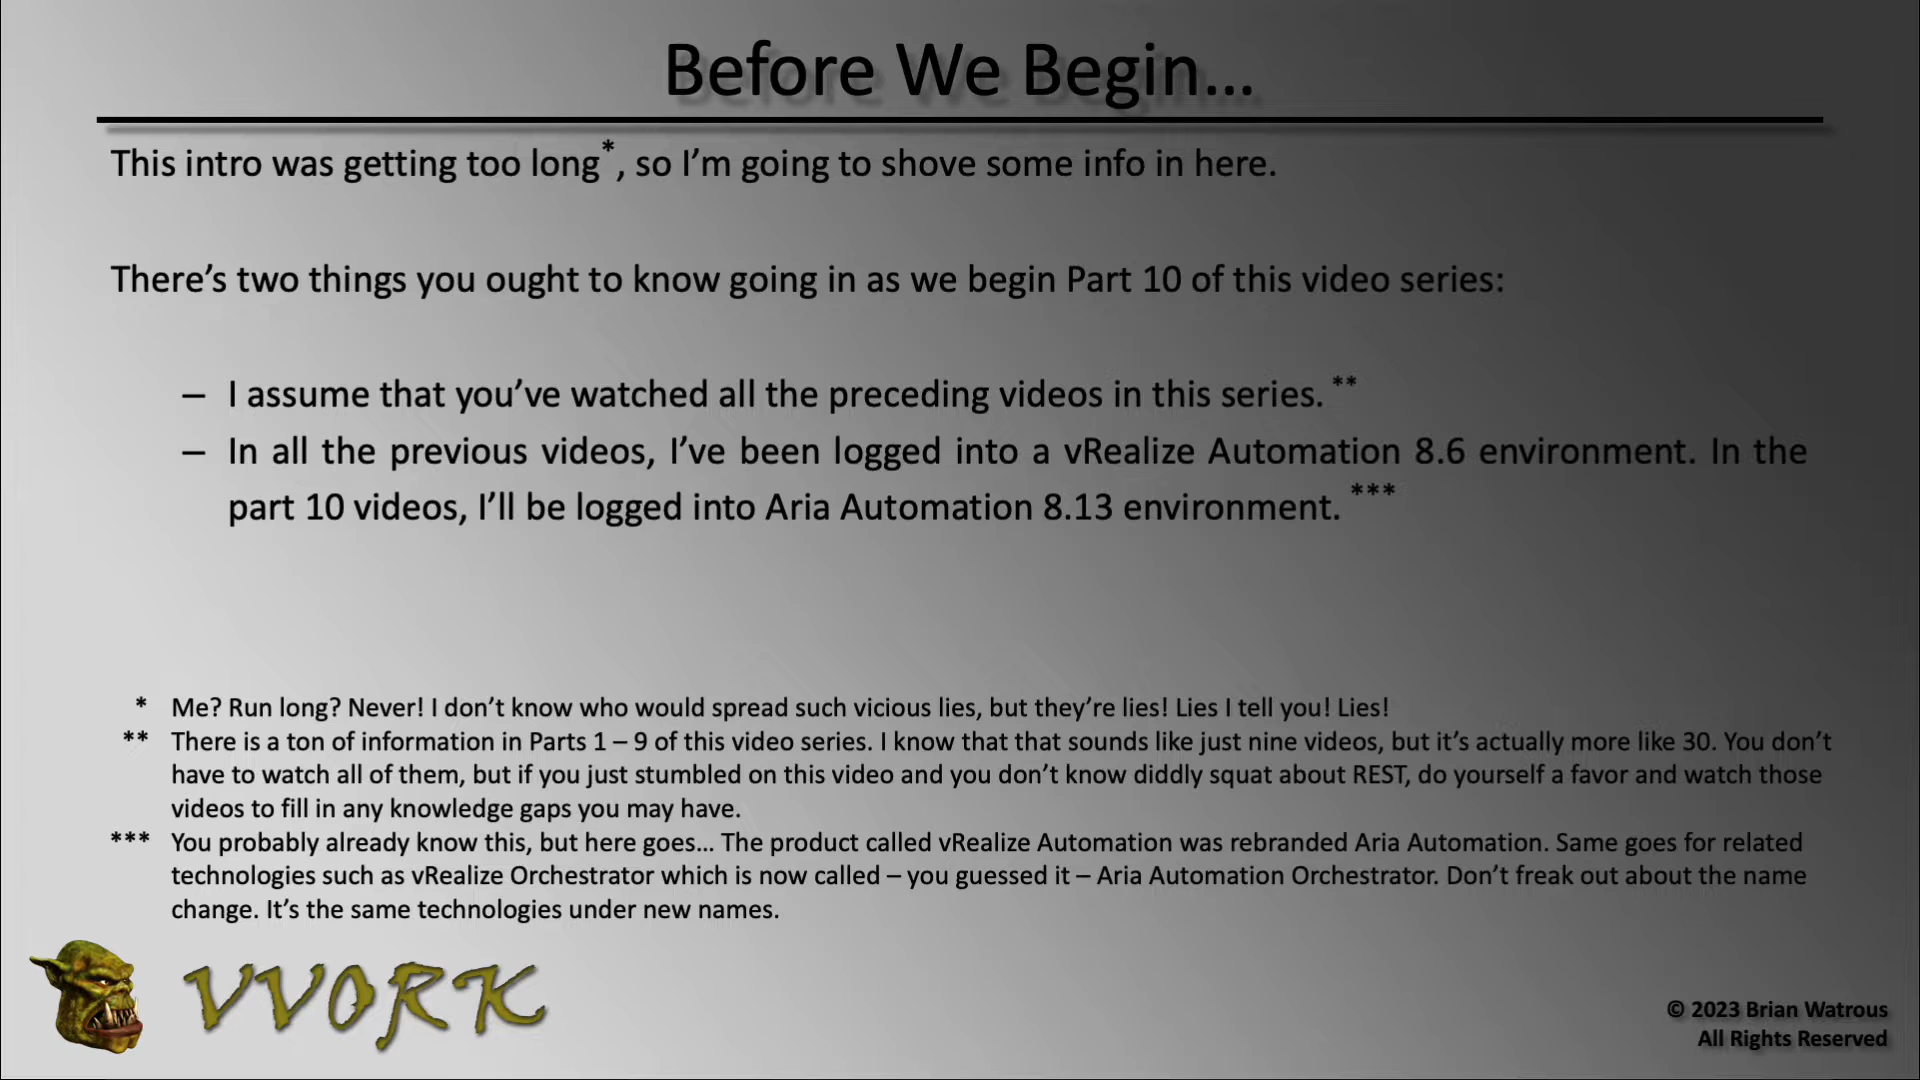 Before We Begin...
This intro was getting too long*, so I'm going to shove some info in here.
There's two things you ought to know going in as we begin Part 10 of this video series:
– I assume that you've watched all the preceding videos in this series. **
– In all the previous videos, I've been logged into a vRealize Automation 8.6 environment. In the
part 10 videos, I'll be logged into Aria Automation 8.13 environment. ***
* Me? Run long? Never! I don't know who would spread such vicious lies, but they're lies! Lies I tell you! Lies!
** There is a ton of information in Parts 1 – 9 of this video series. I know that that sounds like just nine videos, but it's actually more like 30. You don't
have to watch all of them, but if you just stumbled on this video and you don't know diddly squat about REST, do yourself a favor and watch those
videos to fill in any knowledge gaps you may have.
*** You probably already know this, but here goes... The product called vRealize Automation was rebranded Aria Automation. Same goes for related
technologies such as vRealize Orchestrator which is now called – you guessed it – Aria Automation Orchestrator. Don't freak out about the name
change. It's the same technologies under new names.
VVORK
© 2023 Brian Watrous
All Rights Reserved